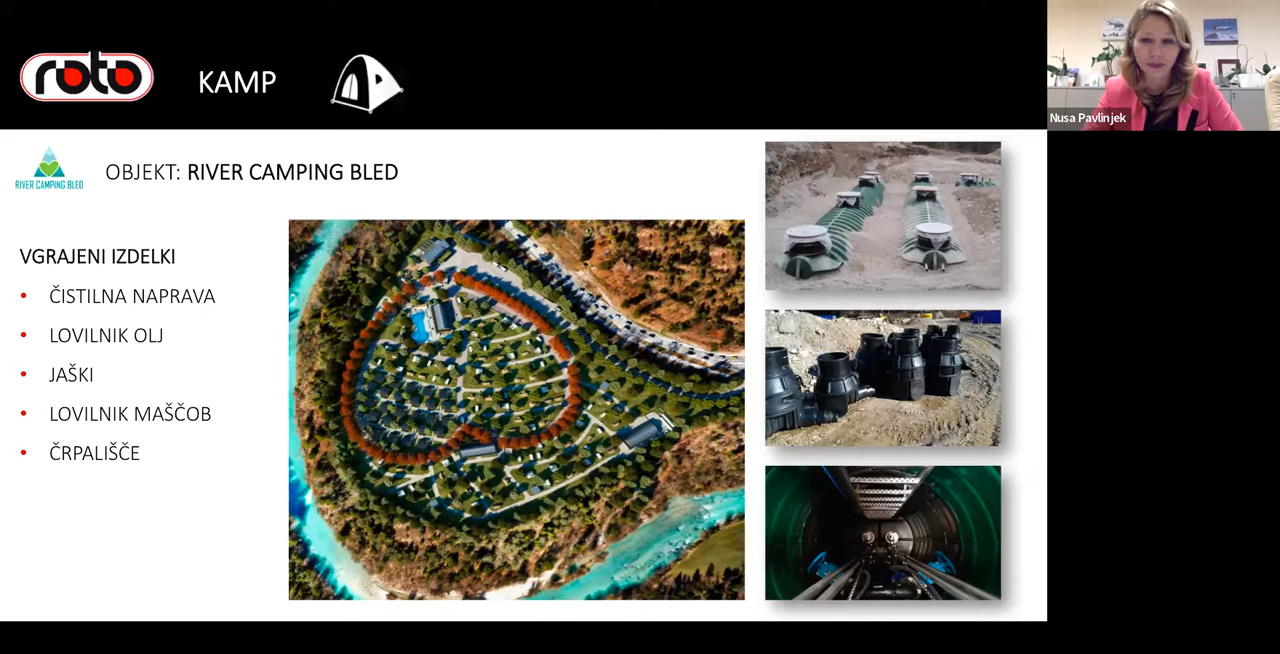 roto
KAMP
Nusa Pavlinjek
RIVER CAMPING BLED
OBJEKT: RIVER CAMPING BLED
VGRAJENI IZDELKI
• ČISTILNA NAPRAVA
• LOVILNIK OLJ
• JAŠKI
• LOVILNIK MAŠČOB
• ČRPALIŠČE